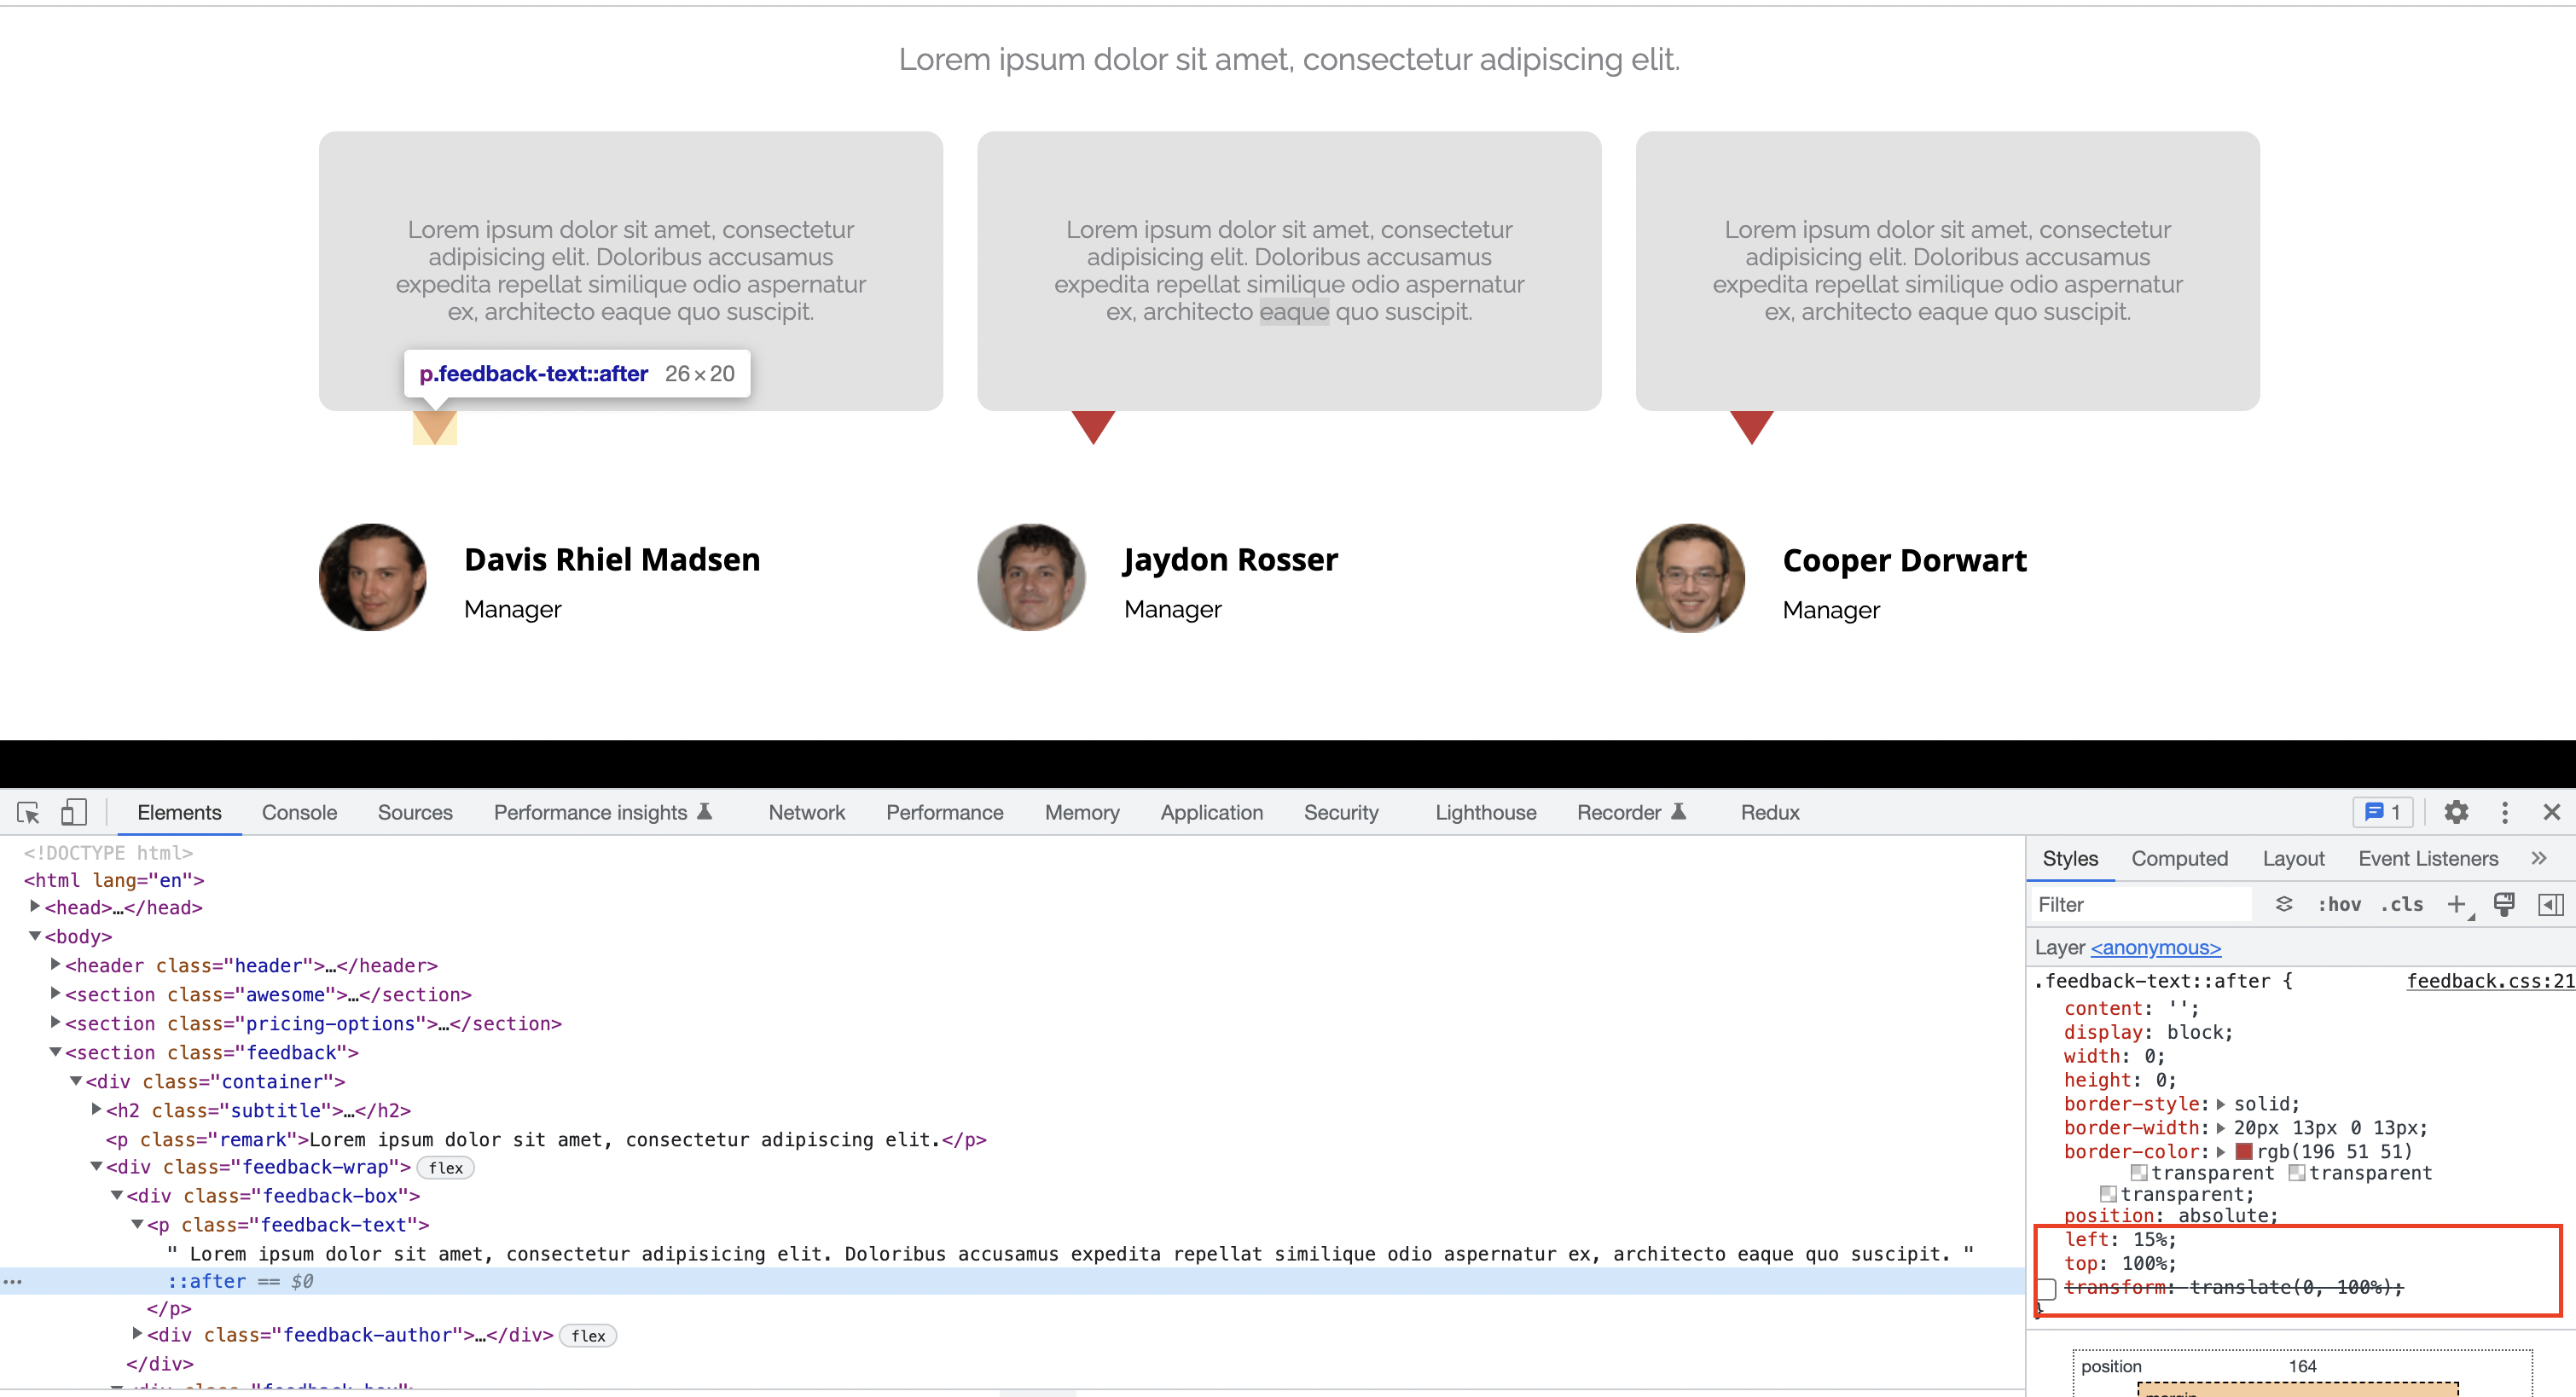 Lorem ipsum dolor sit amet, consectetur adipiscing elit.
Lorem ipsum dolor sit amet, consectetur
adipisicing elit. Doloribus accusamus
expedita repellat similique odio aspernatur
ex, architecto eaque quo suscipit.
p.feedback-text::after 26×20
Lorem ipsum dolor sit amet, consectetur
adipisicing elit. Doloribus accusamus
expedita repellat similique odio aspernatur
ex, architecto eaque quo suscipit.
Lorem ipsum dolor sit amet, consectetur
adipisicing elit. Doloribus accusamus
expedita repellat similique odio aspernatur
ex, architecto eaque quo suscipit.
Davis Rhiel Madsen
Manager
Jaydon Rosser
Manager
Cooper Dorwart
Manager
Elements Console Sources Performance insights Network Performance Memory Application Security Lighthouse Recorder Redux 1
<!DOCTYPE html>
<html lang="en">
<head>…</head>
<body>
<header class="header">…</header>
<section class="awesome">…</section>
<section class="pricing-options">…</section>
<section class="feedback">
<div class="container">
<h2 class="subtitle">…</h2>
<p class="remark">Lorem ipsum dolor sit amet, consectetur adipiscing elit.</p>
<div class="feedback-wrap"> flex
<div class="feedback-box">
<p class="feedback-text">
" Lorem ipsum dolor sit amet, consectetur adipisicing elit. Doloribus accusamus expedita repellat similique odio aspernatur ex, architecto eaque quo suscipit. "
::after == $0
</p>
<div class="feedback-author">…</div> flex
</div>
Styles Computed Layout Event Listeners »
Filter :hov .cls +
Layer <anonymous>
.feedback-text::after { feedback.css:21
content: '';
display: block;
width: 0;
height: 0;
border-style: solid;
border-width: 20px 13px 0 13px;
border-color: rgb(196 51 51)
transparent transparent
transparent;
position: absolute;
left: 15%;
top: 100%;
transform: translate(0, 100%);
}
position 164